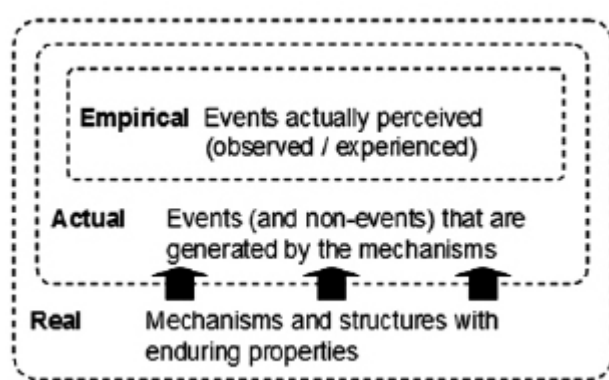 Empirical Events actually perceived
(observed / experienced)
Actual Events (and non-events) that are
generated by the mechanisms
Real Mechanisms and structures with
enduring properties